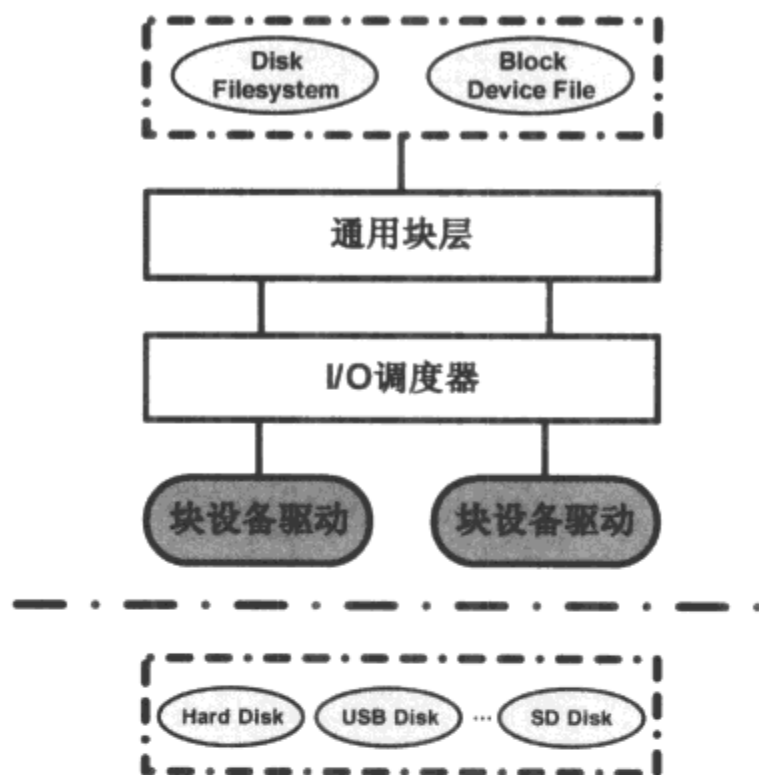 Disk
Filesystem
Block
Device File
通用块层
I/O调度器
块设备驱动
块设备驱动
Hard Disk
USB Disk
...
SD Disk